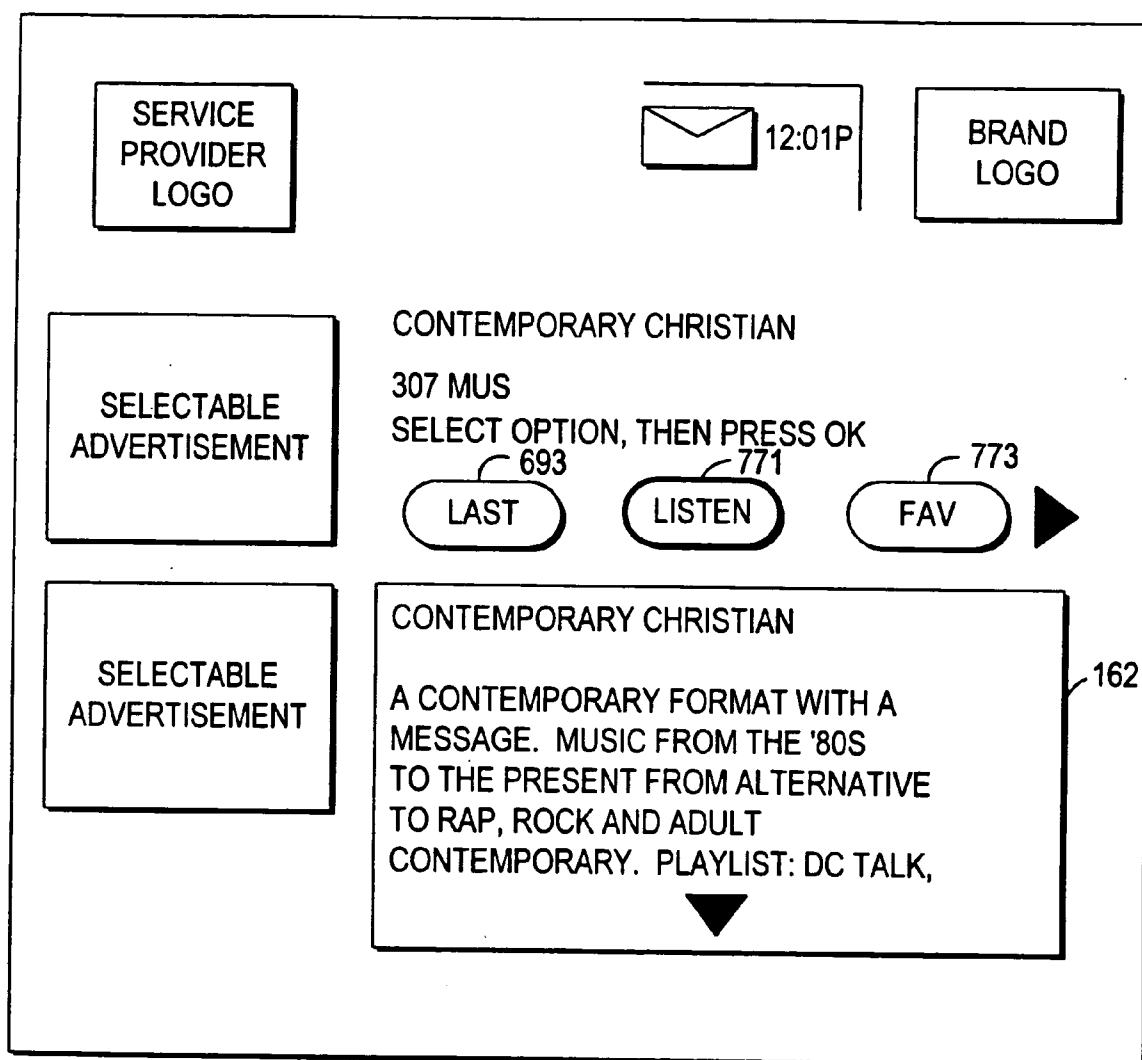 SERVICE
PROVIDER
LOGO
12:01P
BRAND
LOGO
SELECTABLE
ADVERTISEMENT
CONTEMPORARY CHRISTIAN
307 MUS
SELECT OPTION, THEN PRESS OK
693
771
773
LAST
LISTEN
FAV
SELECTABLE
ADVERTISEMENT
CONTEMPORARY CHRISTIAN
A CONTEMPORARY FORMAT WITH A
MESSAGE. MUSIC FROM THE '80S
TO THE PRESENT FROM ALTERNATIVE
TO RAP, ROCK AND ADULT
CONTEMPORARY. PLAYLIST: DC TALK,
162